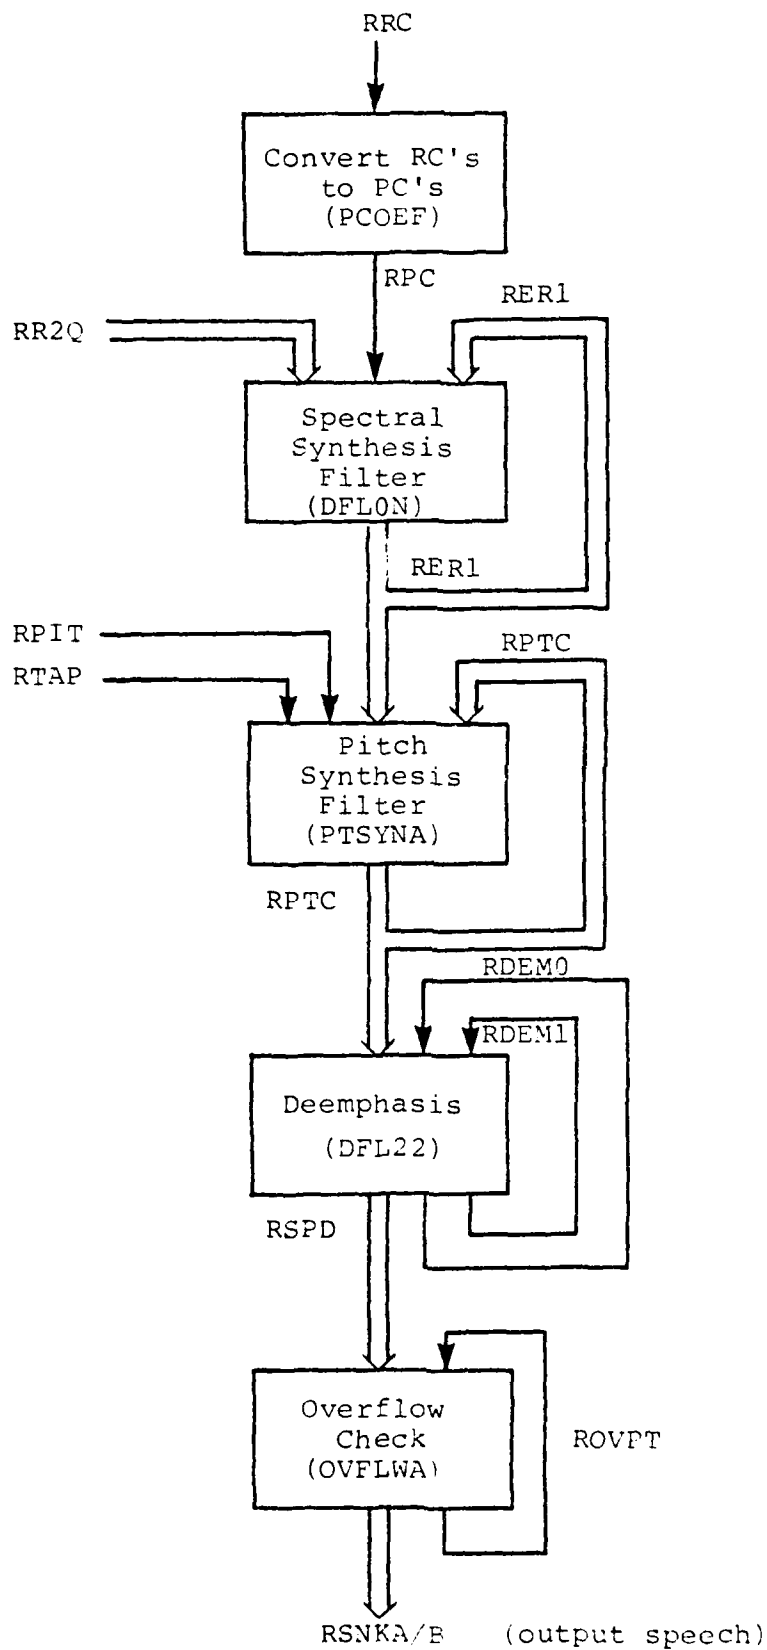 RRC
Convert RC's
to PC's
(PCOEF)
RPC
RER1
RR2Q
Spectral
Synthesis
Filter
(DFL0N)
RER1
RPIT
RTAP
RPTC
Pitch
Synthesis
Filter
(PTSYNA)
RPTC
RDEM0
RDEM1
Deemphasis
(DFL22)
RSPD
Overflow
Check
(OVFLWA)
ROVPT
RSNKA/B (output speech)